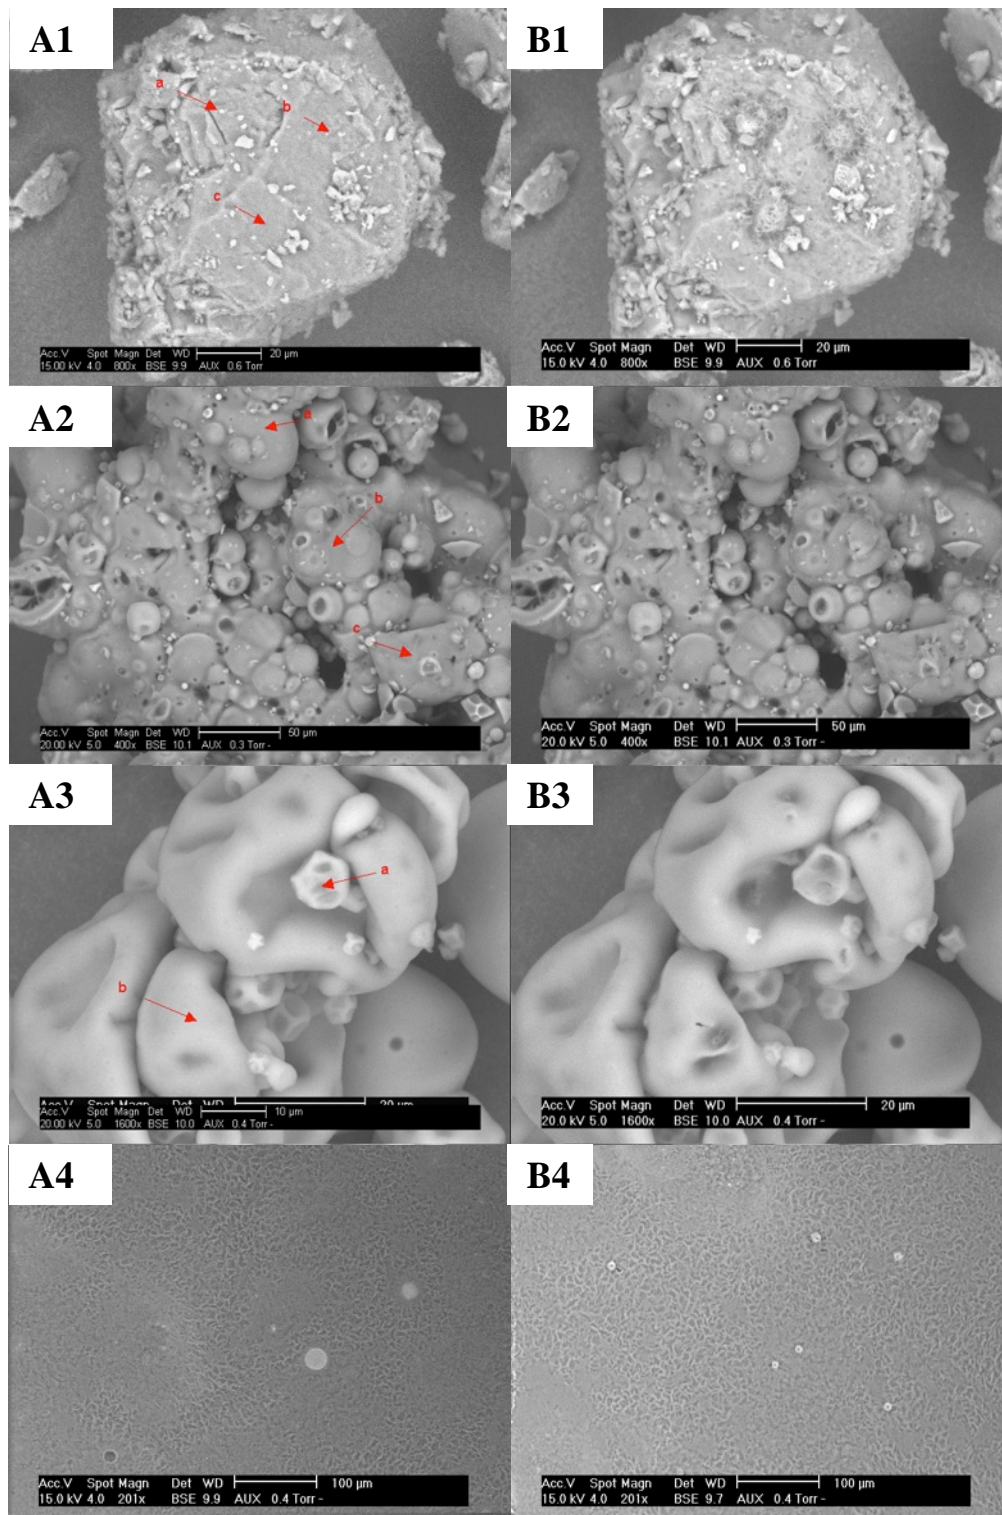 A1
a
b
c
Acc.V Spot Magn Det WD 20 µm
15.00 kV 4.0 800x BSE 9.9 AUX 0.6 Torr
B1
Acc.V Spot Magn Det WD 20 µm
15.0 kV 4.0 800x BSE 9.9 AUX 0.6 Torr
A2
a
b
c
Acc.V Spot Magn Det WD 50 µm
20.00 kV 5.0 400x BSE 10.1 AUX 0.3 Torr -
B2
Acc.V Spot Magn Det WD 50 µm
20.0 kV 5.0 400x BSE 10.1 AUX 0.3 Torr -
A3
a
b
Acc.V Spot Magn Det WD 20 µm
Acc.V Spot Magn Det WD 10 µm
20.00 kV 5.0 1600x BSE 10.0 AUX 0.4 Torr -
B3
Acc.V Spot Magn Det WD 20 µm
20.0 kV 5.0 1600x BSE 10.0 AUX 0.4 Torr -
A4
Acc.V Spot Magn Det WD 100 µm
15.0 kV 4.0 201x BSE 9.9 AUX 0.4 Torr -
B4
Acc.V Spot Magn Det WD 100 µm
15.0 kV 4.0 201x BSE 9.7 AUX 0.4 Torr -